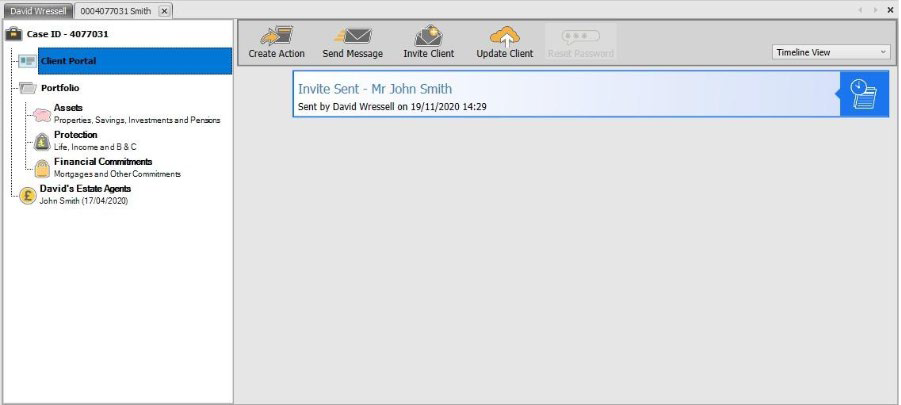 David Wressell
0004077031 Smith
Case ID - 4077031
Client Portal
Portfolio
Assets
Properties, Savings, Investments and Pensions
Protection
Life, Income and B & C
Financial Commitments
Mortgages and Other Commitments
David's Estate Agents
John Smith (17/04/2020)
Create Action
Send Message
Invite Client
Update Client
Reset Password
Timeline View
Invite Sent - Mr John Smith
Sent by David Wressell on 19/11/2020 14:29